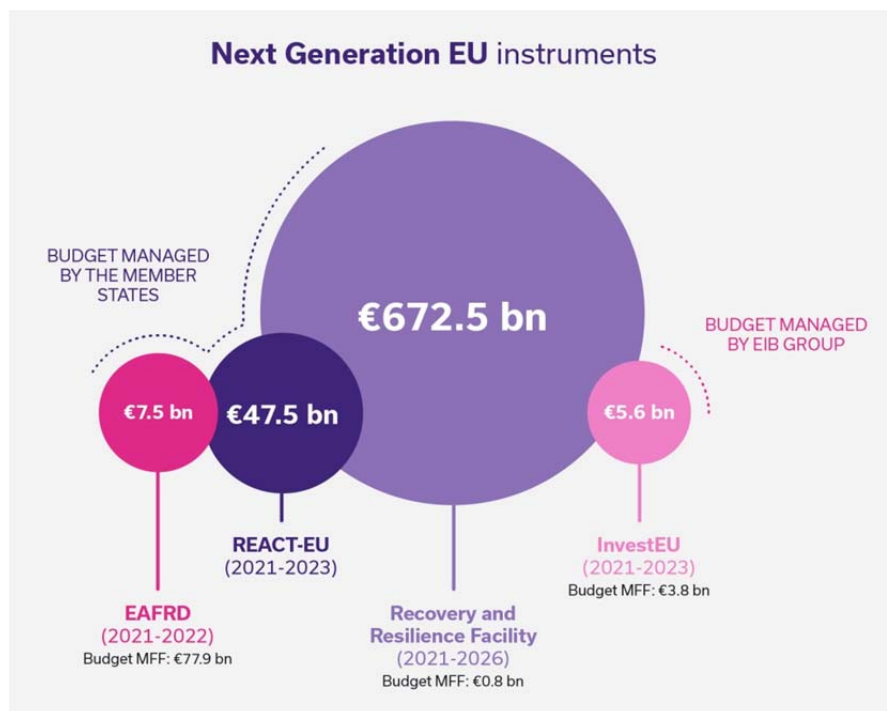 Next Generation EU instruments
BUDGET MANAGED
BY THE MEMBER
STATES
€672.5 bn
BUDGET MANAGED
BY EIB GROUP
€7.5 bn
€47.5 bn
€5.6 bn
REACT-EU
(2021-2023)
InvestEU
(2021-2023)
Budget MFF: €3.8 bn
EAFRD
(2021-2022)
Budget MFF: €77.9 bn
Recovery and
Resilience Facility
(2021-2026)
Budget MFF: €0.8 bn